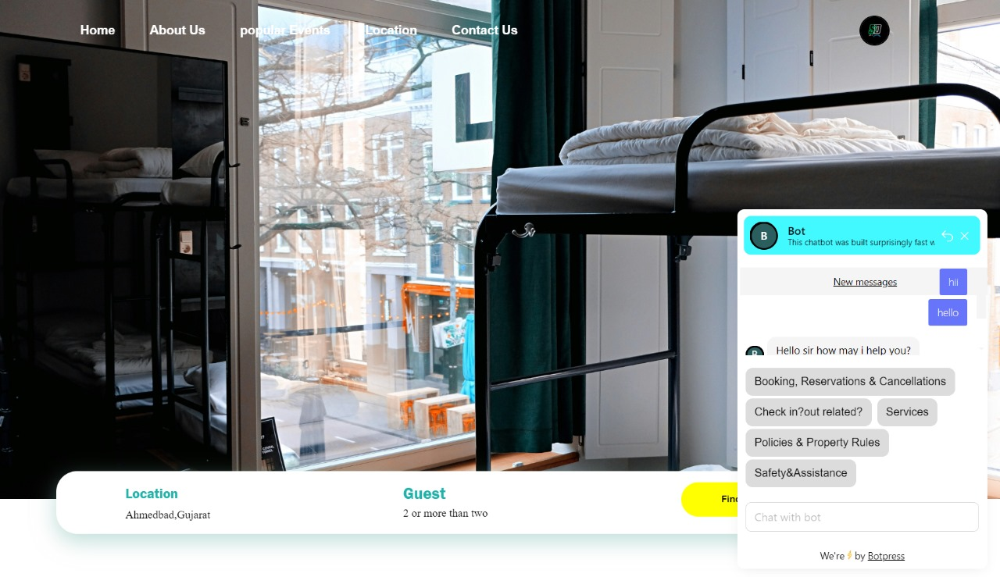 Home About Us popular Events Location Contact Us
B
Bot
This chatbot was built surprisingly fast w
New messages
hii
hello
B
Hello sir how may i help you?
Booking, Reservations & Cancellations
Check in?out related? Services
Policies & Property Rules
Safety&Assistance
Location
Ahmedbad,Gujarat
Guest
2 or more than two
Find
Chat with bot
We're⚡by Botpress